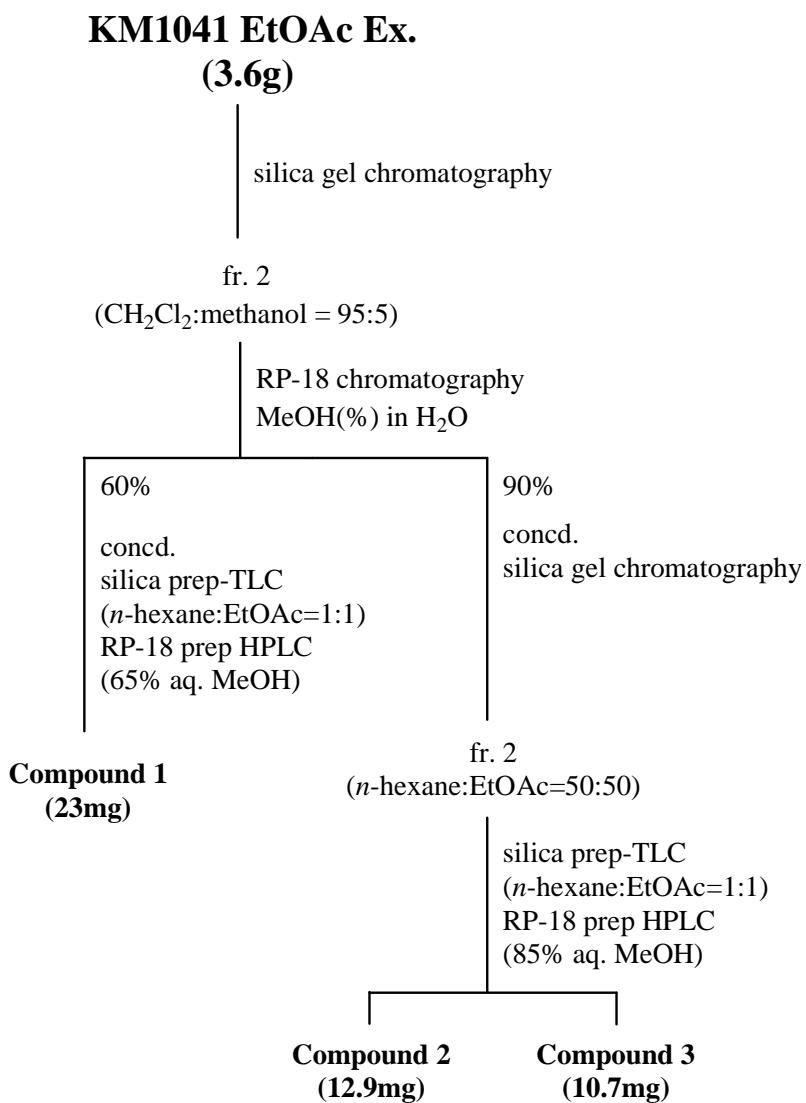 KM1041 EtOAc Ex.
(3.6g)
silica gel chromatography
fr. 2
(CH₂Cl₂:methanol = 95:5)
RP-18 chromatography
MeOH(%) in H₂O
60%
concd.
silica prep-TLC
(n-hexane:EtOAc=1:1)
RP-18 prep HPLC
(65% aq. MeOH)
Compound 1
(23mg)
90%
concd.
silica gel chromatography
fr. 2
(n-hexane:EtOAc=50:50)
silica prep-TLC
(n-hexane:EtOAc=1:1)
RP-18 prep HPLC
(85% aq. MeOH)
Compound 2
(12.9mg)
Compound 3
(10.7mg)